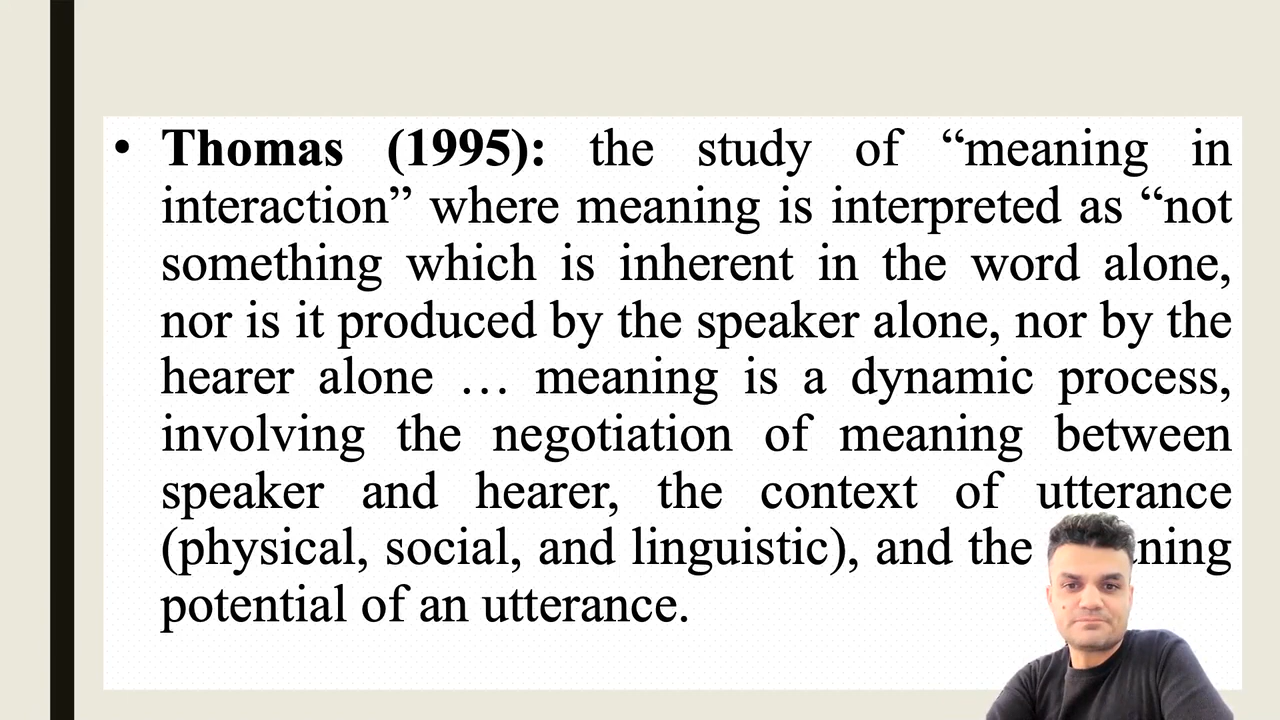 • Thomas (1995): the study of “meaning in
interaction” where meaning is interpreted as “not
something which is inherent in the word alone,
nor is it produced by the speaker alone, nor by the
hearer alone … meaning is a dynamic process,
involving the negotiation of meaning between
speaker and hearer, the context of utterance
(physical, social, and linguistic), and the
potential of an utterance.